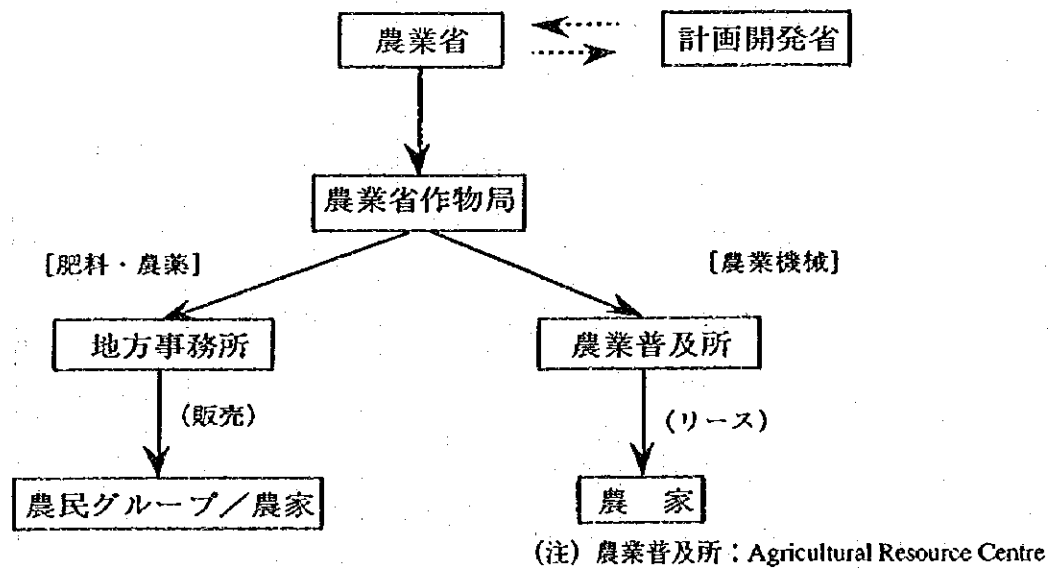 農業省
計画開発省
農業省作物局
[肥料・農薬]
[農業機械]
地方事務所
農業普及所
(販売)
(リース)
農民グループ／農家
農　家
(注) 農業普及所：Agricultural Resource Centre